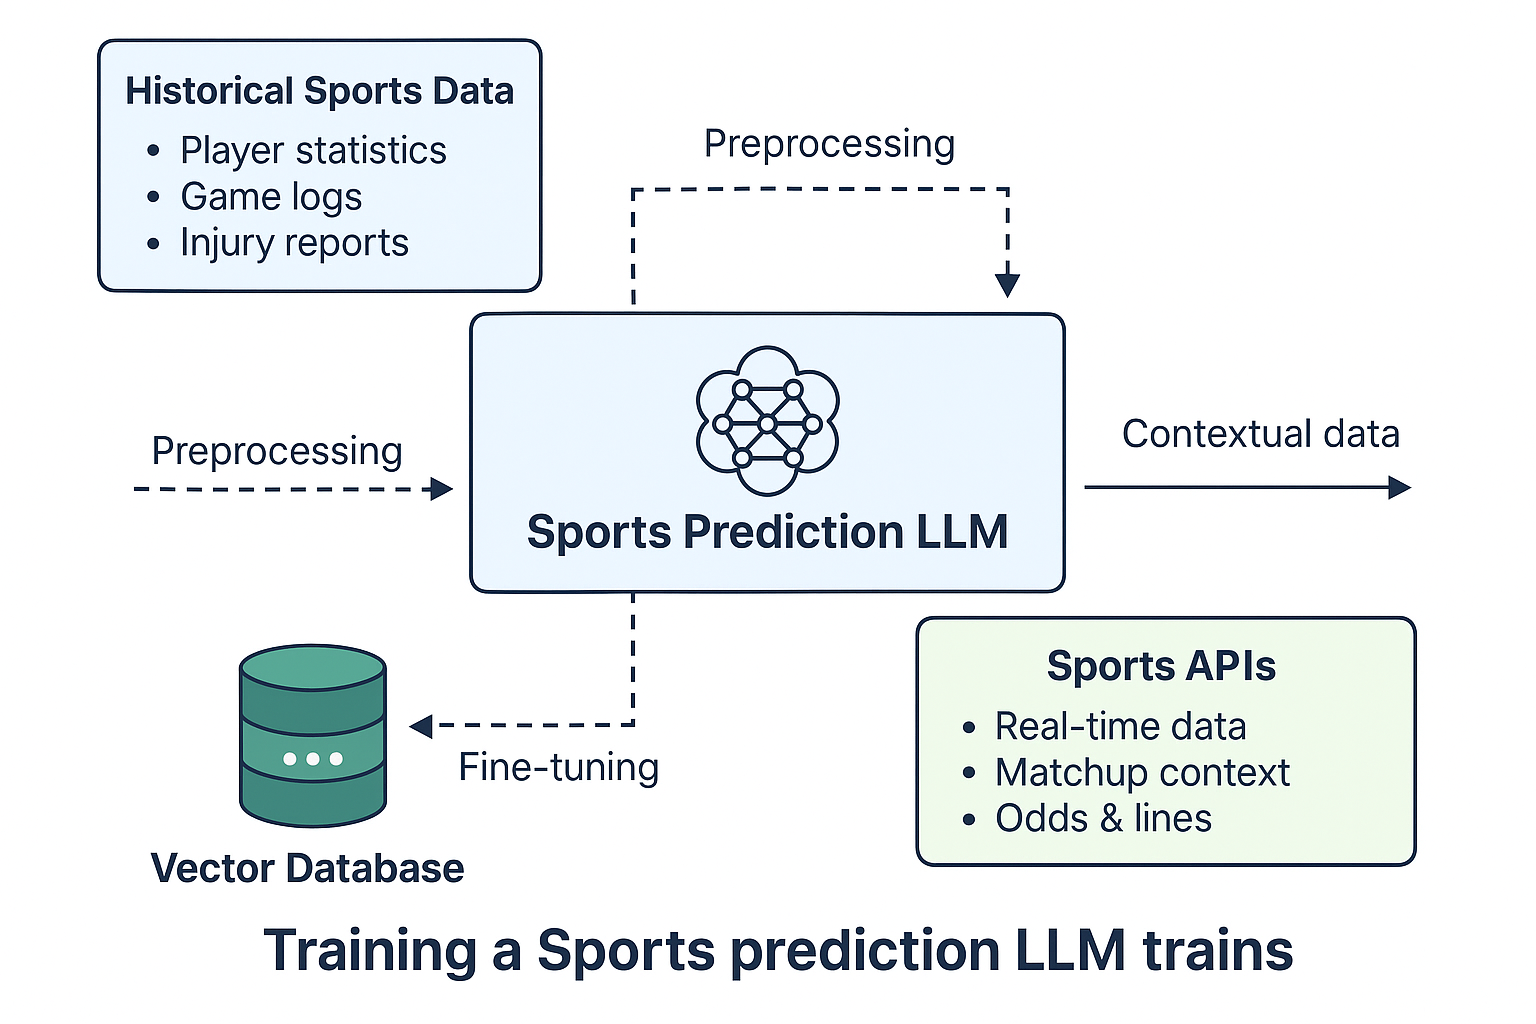 Historical Sports Data
• Player statistics
• Game logs
• Injury reports
Preprocessing
Preprocessing
Sports Prediction LLM
Contextual data
Fine-tuning
Vector Database
Sports APIs
• Real-time data
• Matchup context
• Odds & lines
Training a Sports prediction LLM trains